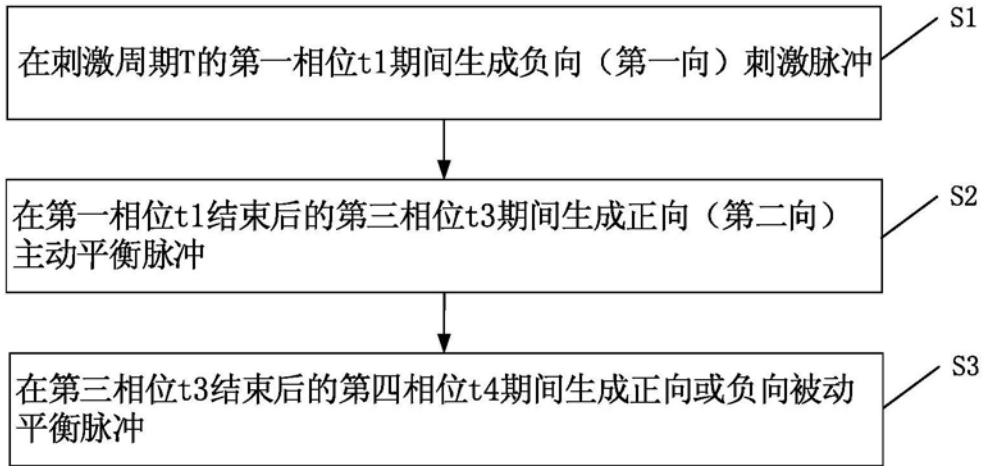 在刺激周期T的第一相位t1期间生成负向（第一向）刺激脉冲
S1
在第一相位t1结束后的第三相位t3期间生成正向（第二向）
主动平衡脉冲
S2
在第三相位t3结束后的第四相位t4期间生成正向或负向被动
平衡脉冲
S3